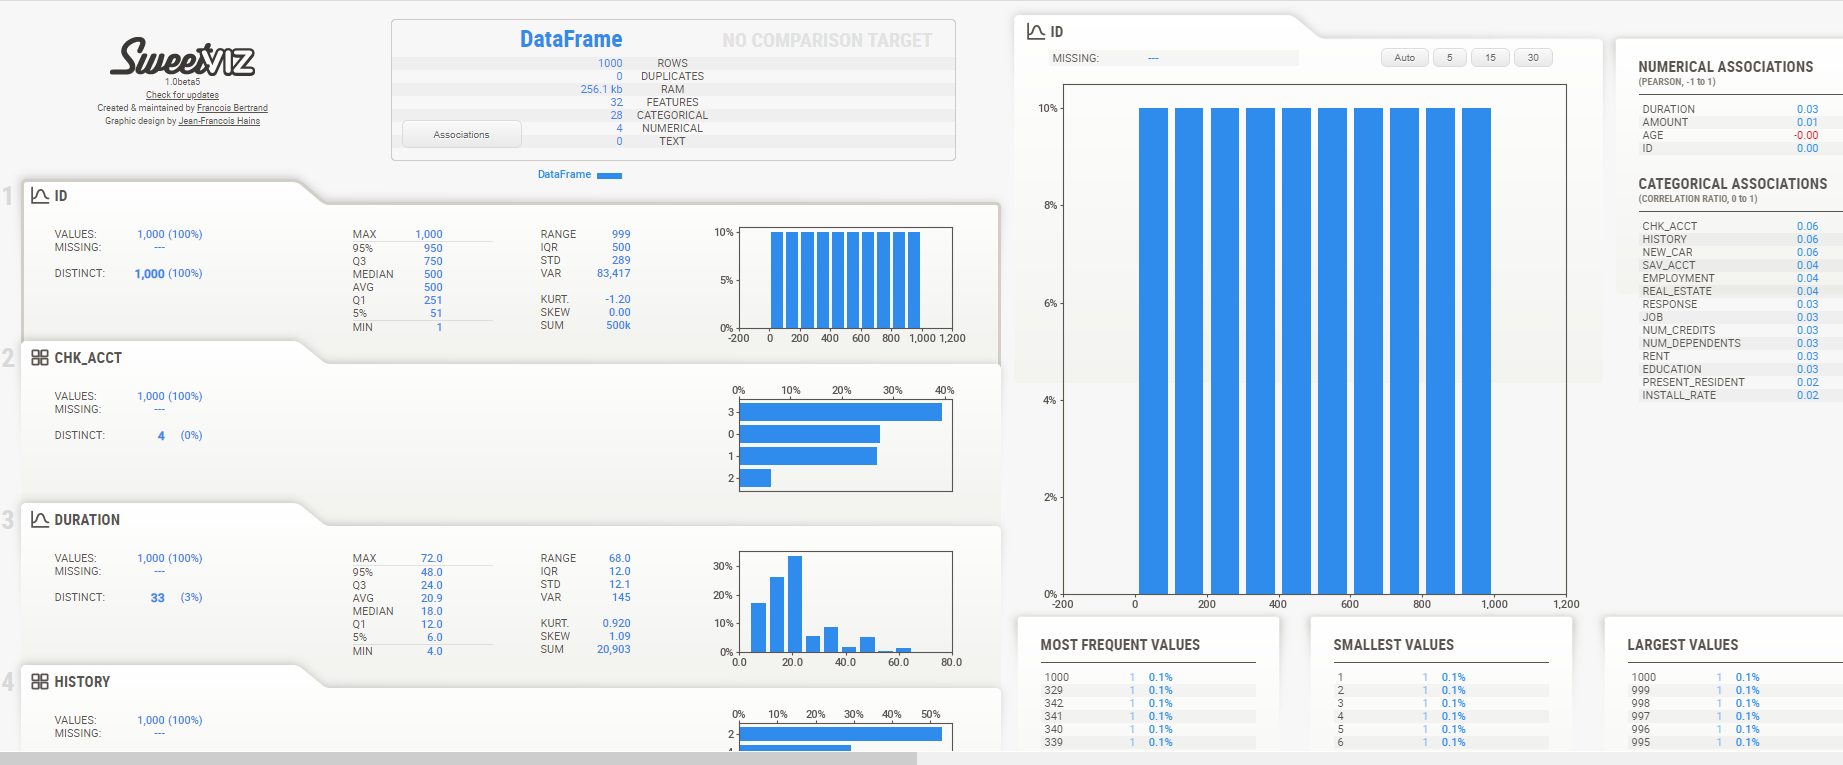 SweetVIZ
1.0beta5
Check for updates
Created & maintained by Francois Bertrand
Graphic design by Jean-Francois Hains
DataFrame NO COMPARISON TARGET
1000 ROWS
0 DUPLICATES
256.1 kb RAM
32 FEATURES
28 CATEGORICAL
4 NUMERICAL
0 TEXT
Associations
DataFrame
1 ID
VALUES: 1,000 (100%)
MISSING: ---
DISTINCT: 1,000 (100%)
MAX 1,000
95% 950
Q3 750
MEDIAN 500
AVG 500
Q1 251
5% 51
MIN 1
RANGE 999
IQR 500
STD 289
VAR 83,417
KURT. -1.20
SKEW 0.00
SUM 500k
10%
5%
0%
-200 0 200 400 600 800 1,000 1,200
2 CHK_ACCT
VALUES: 1,000 (100%)
MISSING: ---
DISTINCT: 4 (0%)
0% 10% 20% 30% 40%
3
0
1
2
3 DURATION
VALUES: 1,000 (100%)
MISSING: ---
DISTINCT: 33 (3%)
MAX 72.0
95% 48.0
Q3 24.0
AVG 20.9
MEDIAN 18.0
Q1 12.0
5% 6.0
MIN 4.0
RANGE 68.0
IQR 12.0
STD 12.1
VAR 145
KURT. 0.920
SKEW 1.09
SUM 20,903
30%
20%
10%
0%
0.0 20.0 40.0 60.0 80.0
4 HISTORY
VALUES: 1,000 (100%)
MISSING: ---
0% 10% 20% 30% 40% 50%
2
ID
MISSING: ---
Auto 5 15 30
10%
8%
6%
4%
2%
0%
-200 0 200 400 600 800 1,000 1,200
NUMERICAL ASSOCIATIONS
(PEARSON, -1 to 1)
DURATION 0.03
AMOUNT 0.01
AGE -0.00
ID 0.00
CATEGORICAL ASSOCIATIONS
(CORRELATION RATIO, 0 to 1)
CHK_ACCT 0.06
HISTORY 0.06
NEW_CAR 0.06
SAV_ACCT 0.04
EMPLOYMENT 0.04
REAL_ESTATE 0.04
RESPONSE 0.03
JOB 0.03
NUM_CREDITS 0.03
NUM_DEPENDENTS 0.03
RENT 0.03
EDUCATION 0.03
PRESENT_RESIDENT 0.02
INSTALL_RATE 0.02
MOST FREQUENT VALUES
1000 1 0.1%
329 1 0.1%
342 1 0.1%
341 1 0.1%
340 1 0.1%
339 1 0.1%
SMALLEST VALUES
1 1 0.1%
2 1 0.1%
3 1 0.1%
4 1 0.1%
5 1 0.1%
6 1 0.1%
LARGEST VALUES
1000 1 0.1%
999 1 0.1%
998 1 0.1%
997 1 0.1%
996 1 0.1%
995 1 0.1%